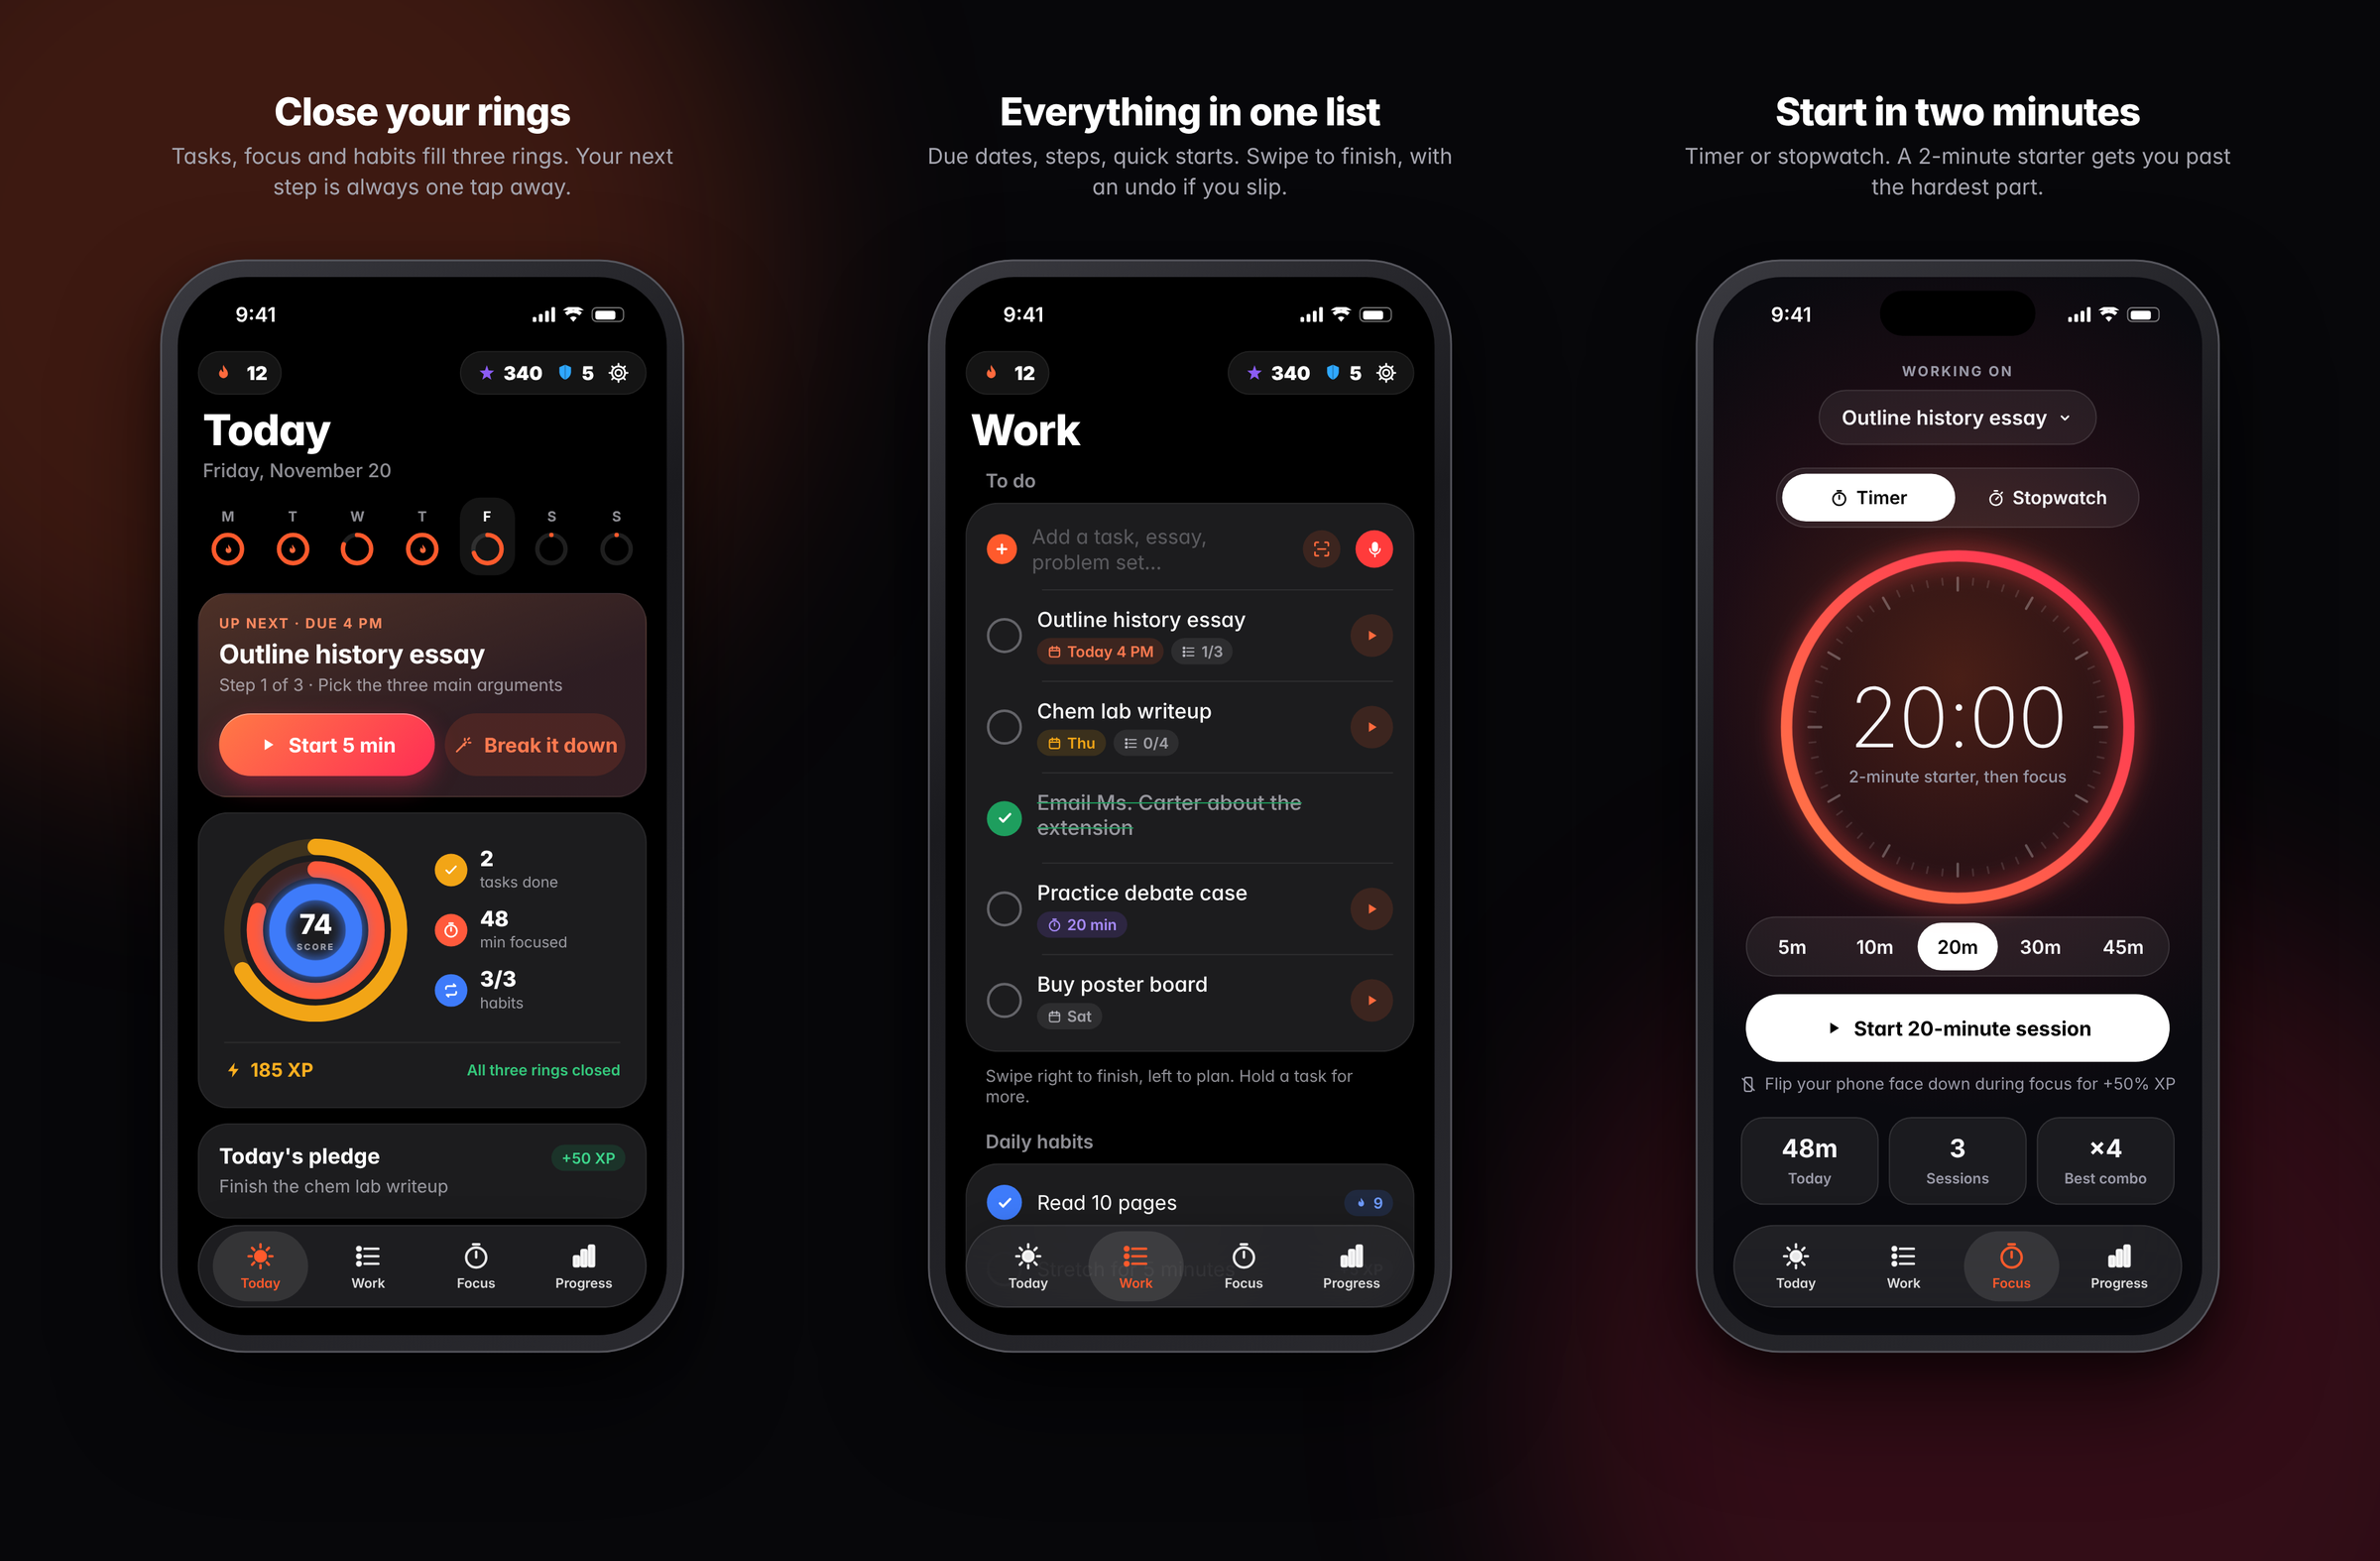 Close your rings
Tasks, focus and habits fill three rings. Your next
step is always one tap away.
9:41
12
340 5
Today
Friday, November 20
M T W T F S S
UP NEXT · DUE 4 PM
Outline history essay
Step 1 of 3 · Pick the three main arguments
Start 5 min
Break it down
74
SCORE
2
tasks done
48
min focused
3/3
habits
185 XP
All three rings closed
Today's pledge
+50 XP
Finish the chem lab writeup
Today Work Focus Progress
Everything in one list
Due dates, steps, quick starts. Swipe to finish, with
an undo if you slip.
9:41
12
340 5
Work
To do
Add a task, essay,
problem set...
Outline history essay
Today 4 PM 1/3
Chem lab writeup
Thu 0/4
Email Ms. Carter about the
extension
Practice debate case
20 min
Buy poster board
Sat
Swipe right to finish, left to plan. Hold a task for
more.
Daily habits
Read 10 pages
9
Stretch for 5 minutes XP
Today Work Focus Progress
Start in two minutes
Timer or stopwatch. A 2-minute starter gets you past
the hardest part.
9:41
WORKING ON
Outline history essay
Timer Stopwatch
20:00
2-minute starter, then focus
5m 10m 20m 30m 45m
Start 20-minute session
Flip your phone face down during focus for +50% XP
48m
Today
3
Sessions
×4
Best combo
Today Work Focus Progress